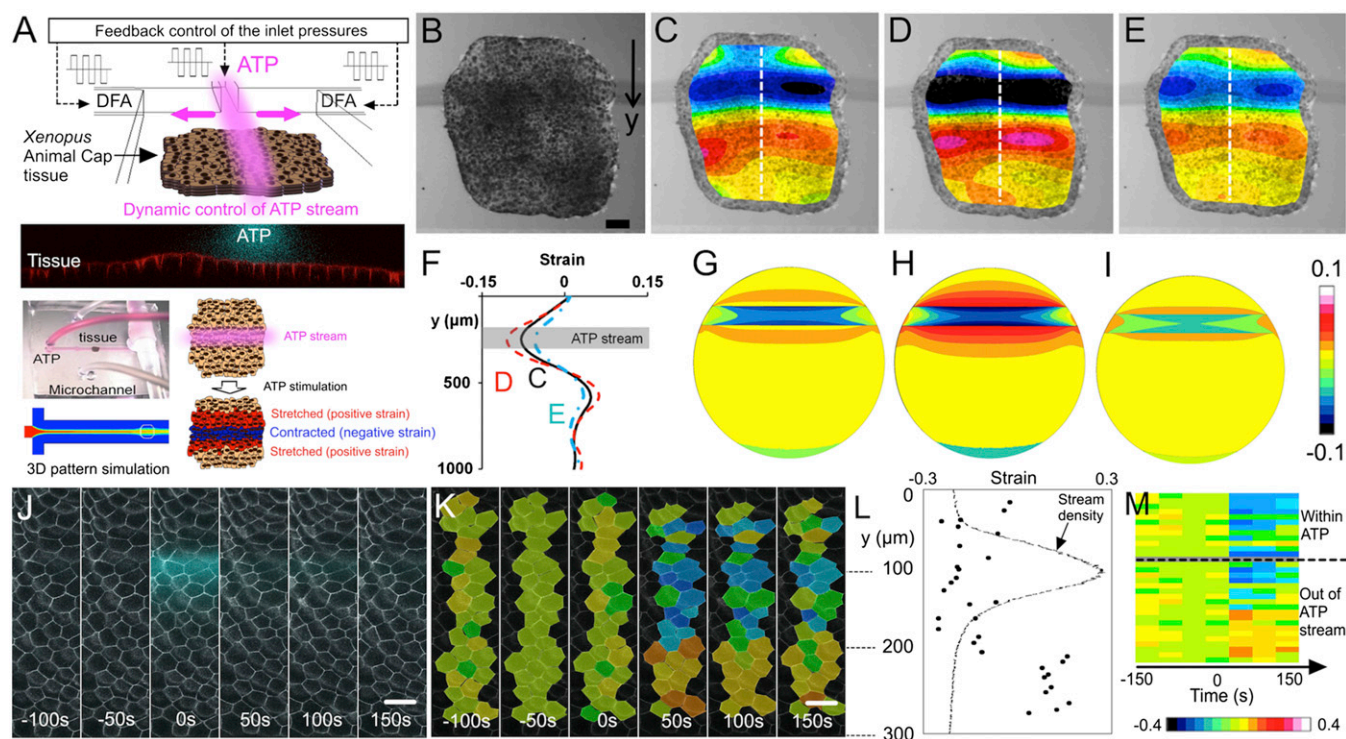 A
Feedback control of the inlet pressures
ATP
DFA
DFA
Xenopus
Animal Cap
tissue
Dynamic control of ATP stream
ATP
Tissue
ATP
tissue
Microchannel
3D pattern simulation
ATP stream
ATP stimulation
Stretched (positive strain)
Contracted (negative strain)
Stretched (positive strain)
B
y
C
D
E
F
Strain
-0.15
0
0.15
y (µm)
ATP stream
500
1000
D
C
E
G
H
I
0.1
-0.1
J
-100s
-50s
0s
50s
100s
150s
K
-100s
-50s
0s
50s
100s
150s
L
-0.3
Strain
0.3
0
y (µm)
100
200
300
Stream
density
M
Within
ATP
Out of
ATP
stream
-150
0
150
Time (s)
-0.4
0.4